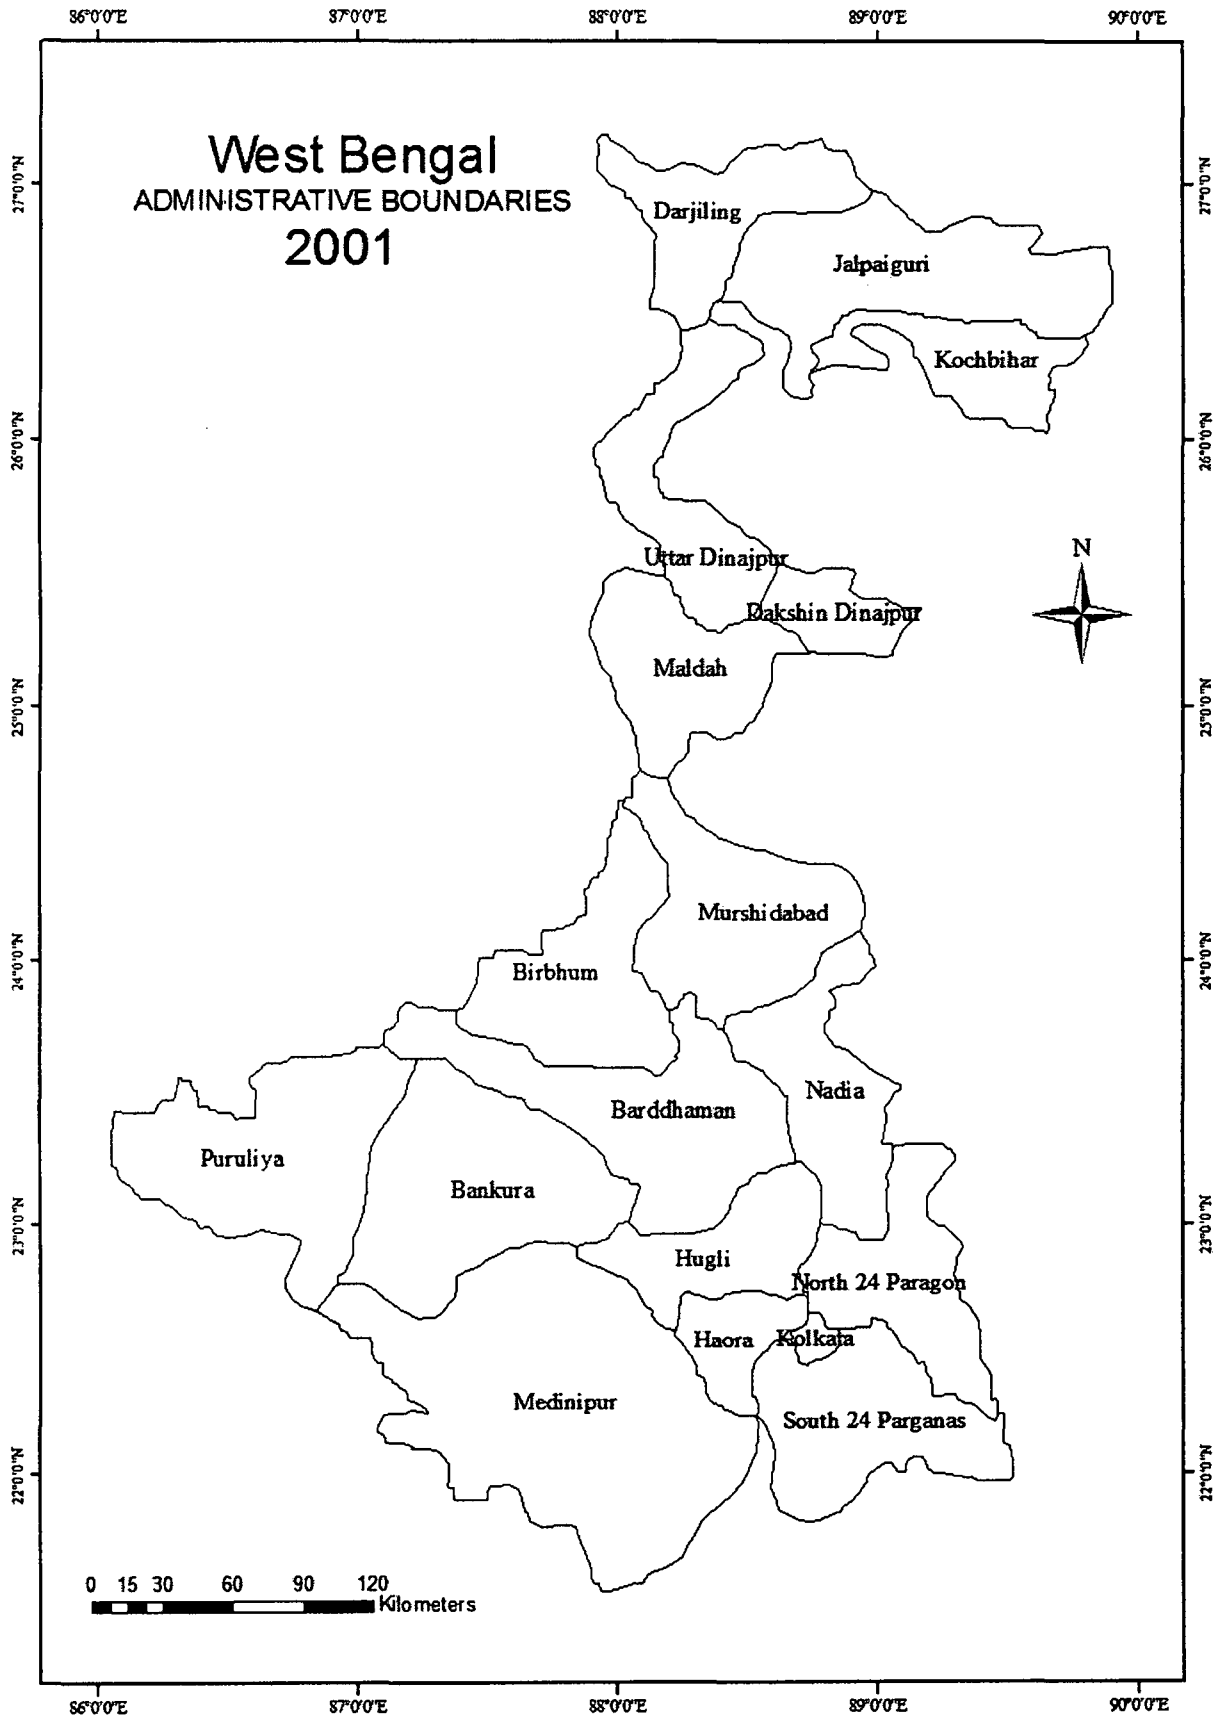 86°0'0"E 87°0'0"E 88°0'0"E 89°0'0"E 90°0'0"E
West Bengal
ADMINISTRATIVE BOUNDARIES
2001
27°0'0"N 27°0'0"N
Darjiling
Jalpaiguri
Kochbihar
26°0'0"N 26°0'0"N
N
Uttar Dinajpur
Dakshin Dinajpur
Maldah
25°0'0"N 25°0'0"N
Murshidabad
Birbhum
24°0'0"N 24°0'0"N
Nadia
Barddhaman
Puruliya
Bankura
23°0'0"N 23°0'0"N
Hugli
North 24 Paragon
Haora
Kolkata
Medinipur
South 24 Parganas
22°0'0"N 22°0'0"N
0 15 30 60 90 120
Kilometers
86°0'0"E 87°0'0"E 88°0'0"E 89°0'0"E 90°0'0"E